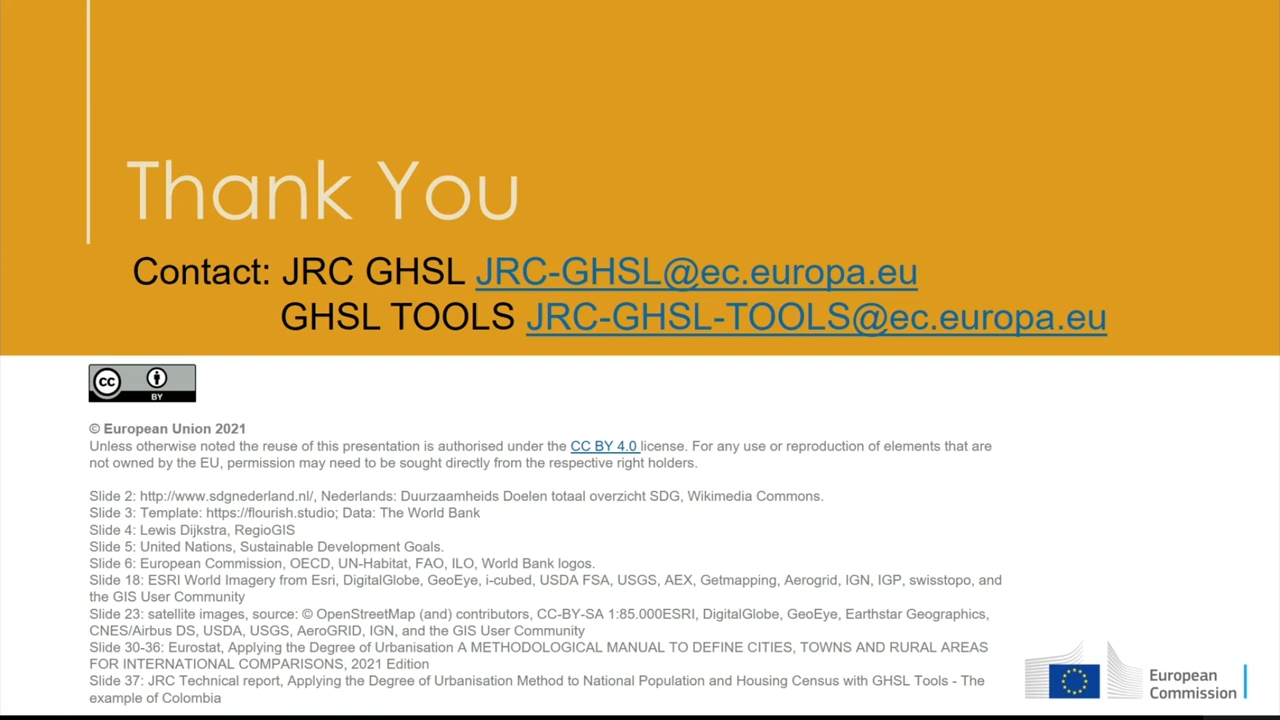 Thank You
Contact: JRC GHSL JRC-GHSL@ec.europa.eu
GHSL TOOLS JRC-GHSL-TOOLS@ec.europa.eu
cc BY
© European Union 2021
Unless otherwise noted the reuse of this presentation is authorised under the CC BY 4.0 license. For any use or reproduction of elements that are
not owned by the EU, permission may need to be sought directly from the respective right holders.
Slide 2: http://www.sdgnederland.nl/, Nederlands: Duurzaamheids Doelen totaal overzicht SDG, Wikimedia Commons.
Slide 3: Template: https://flourish.studio; Data: The World Bank
Slide 4: Lewis Dijkstra, RegioGIS
Slide 5: United Nations, Sustainable Development Goals.
Slide 6: European Commission, OECD, UN-Habitat, FAO, ILO, World Bank logos.
Slide 18: ESRI World Imagery from Esri, DigitalGlobe, GeoEye, i-cubed, USDA FSA, USGS, AEX, Getmapping, Aerogrid, IGN, IGP, swisstopo, and
the GIS User Community
Slide 23: satellite images, source: © OpenStreetMap (and) contributors, CC-BY-SA 1:85.000ESRI, DigitalGlobe, GeoEye, Earthstar Geographics,
CNES/Airbus DS, USDA, USGS, AeroGRID, IGN, and the GIS User Community
Slide 30-36: Eurostat, Applying the Degree of Urbanisation A METHODOLOGICAL MANUAL TO DEFINE CITIES, TOWNS AND RURAL AREAS
FOR INTERNATIONAL COMPARISONS, 2021 Edition
Slide 37: JRC Technical report, Applying the Degree of Urbanisation Method to National Population and Housing Census with GHSL Tools - The
example of Colombia
European
Commission